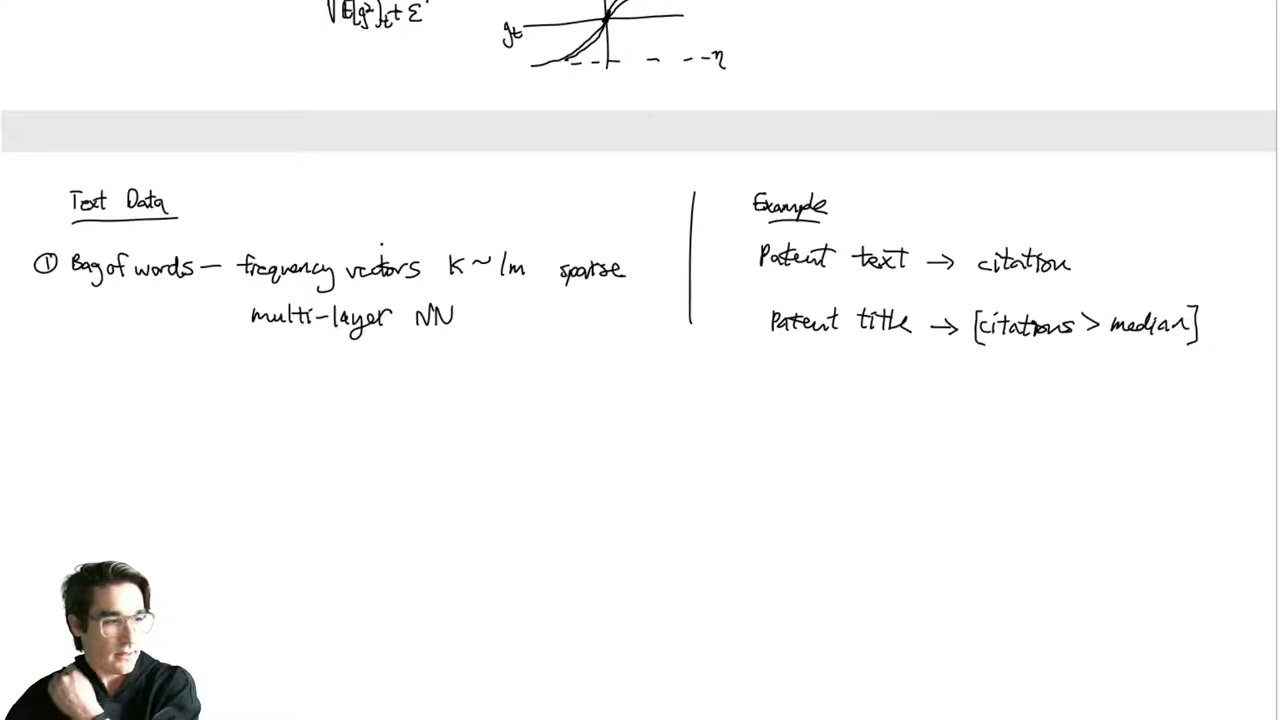 √E[g²]ₜ + ε
gₜ
η
Text Data
① Bag of words — frequency vectors K ~ 1m sparse
multi-layer NN
Example
Patent text → citation
Patent title → [citations > median]